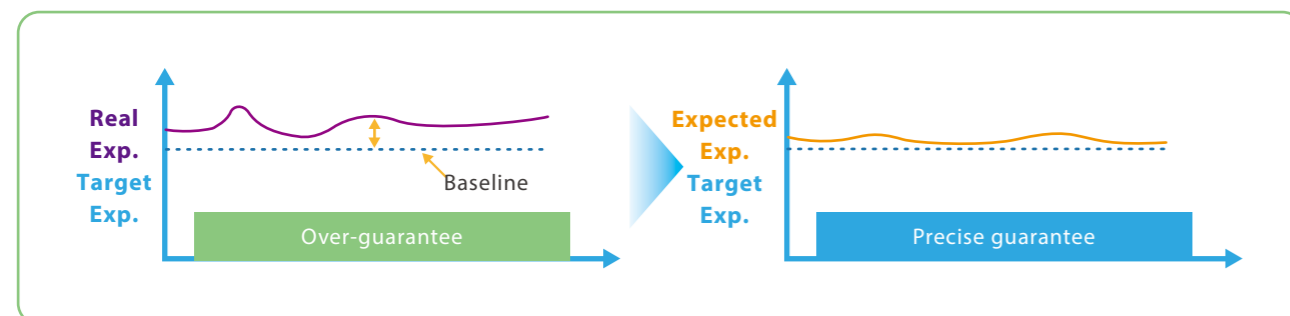 Real
Exp.
Target
Exp.
Baseline
Over-guarantee
Expected
Exp.
Target
Exp.
Precise guarantee